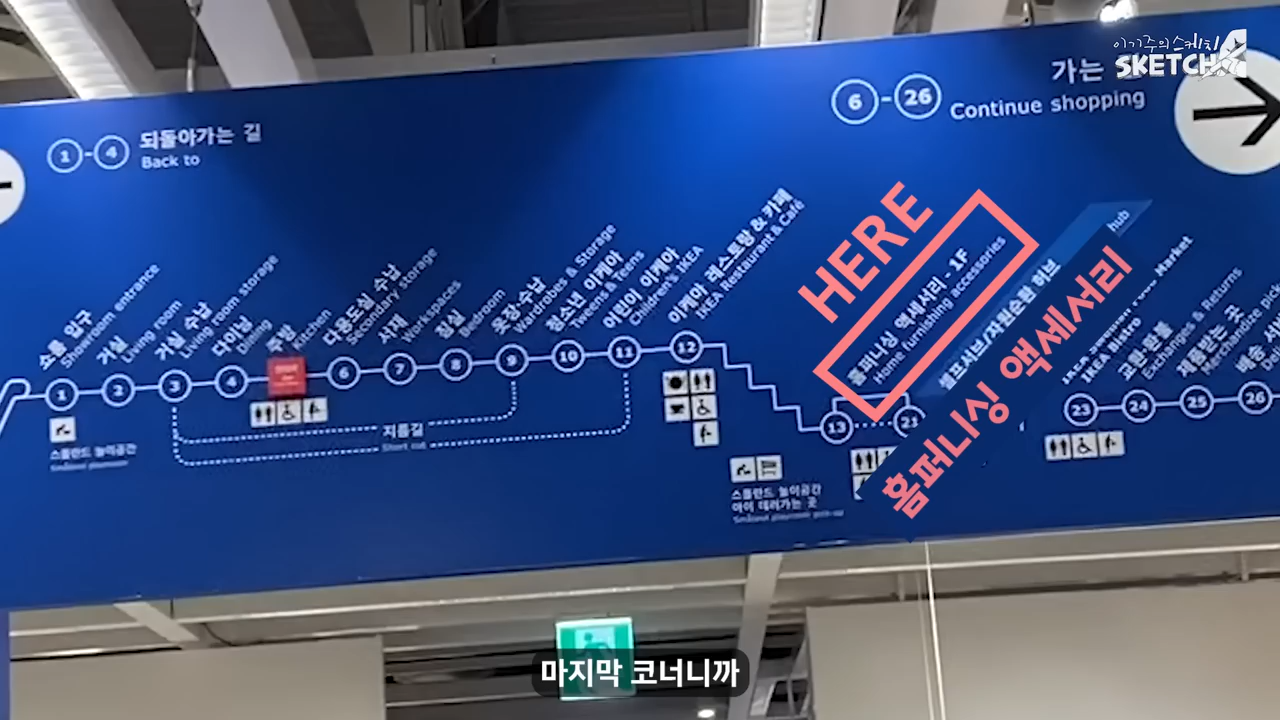 이기주의스케치
SKETCH
가는
6 - 26
Continue shopping
1 - 4
되돌아가는 길
Back to
쇼룸 입구
Showroom entrance
거실
Living room
거실 수납
Living room storage
다이닝
Dining
주방
Kitchen
다용도실 수납
Secondary storage
서재
Workspaces
침실
Bedroom
옷장·수납
Wardrobes & Storage
청소년 이케아
Tweens & Teens
어린이 이케아
Children's IKEA
이케아 레스토랑 & 카페
IKEA Restaurant & Café
HERE
홈퍼니싱 액세서리 - 1F
Home furnishing accessories
셀프서브/자원순환 허브
hub
홈퍼니싱 액세서리
Market
IKEA Bistro
교환·환불
Exchanges & Returns
제품받는 곳
Merchandize pick
배송
1
2
3
4
6
7
8
9
10
11
12
13
21
23
24
25
26
스몰란드 놀이공간
Småland playroom
지름길
Short cut
스몰란드 놀이공간
아이 데려가는 곳
Småland playroom pick-up
마지막 코너니까